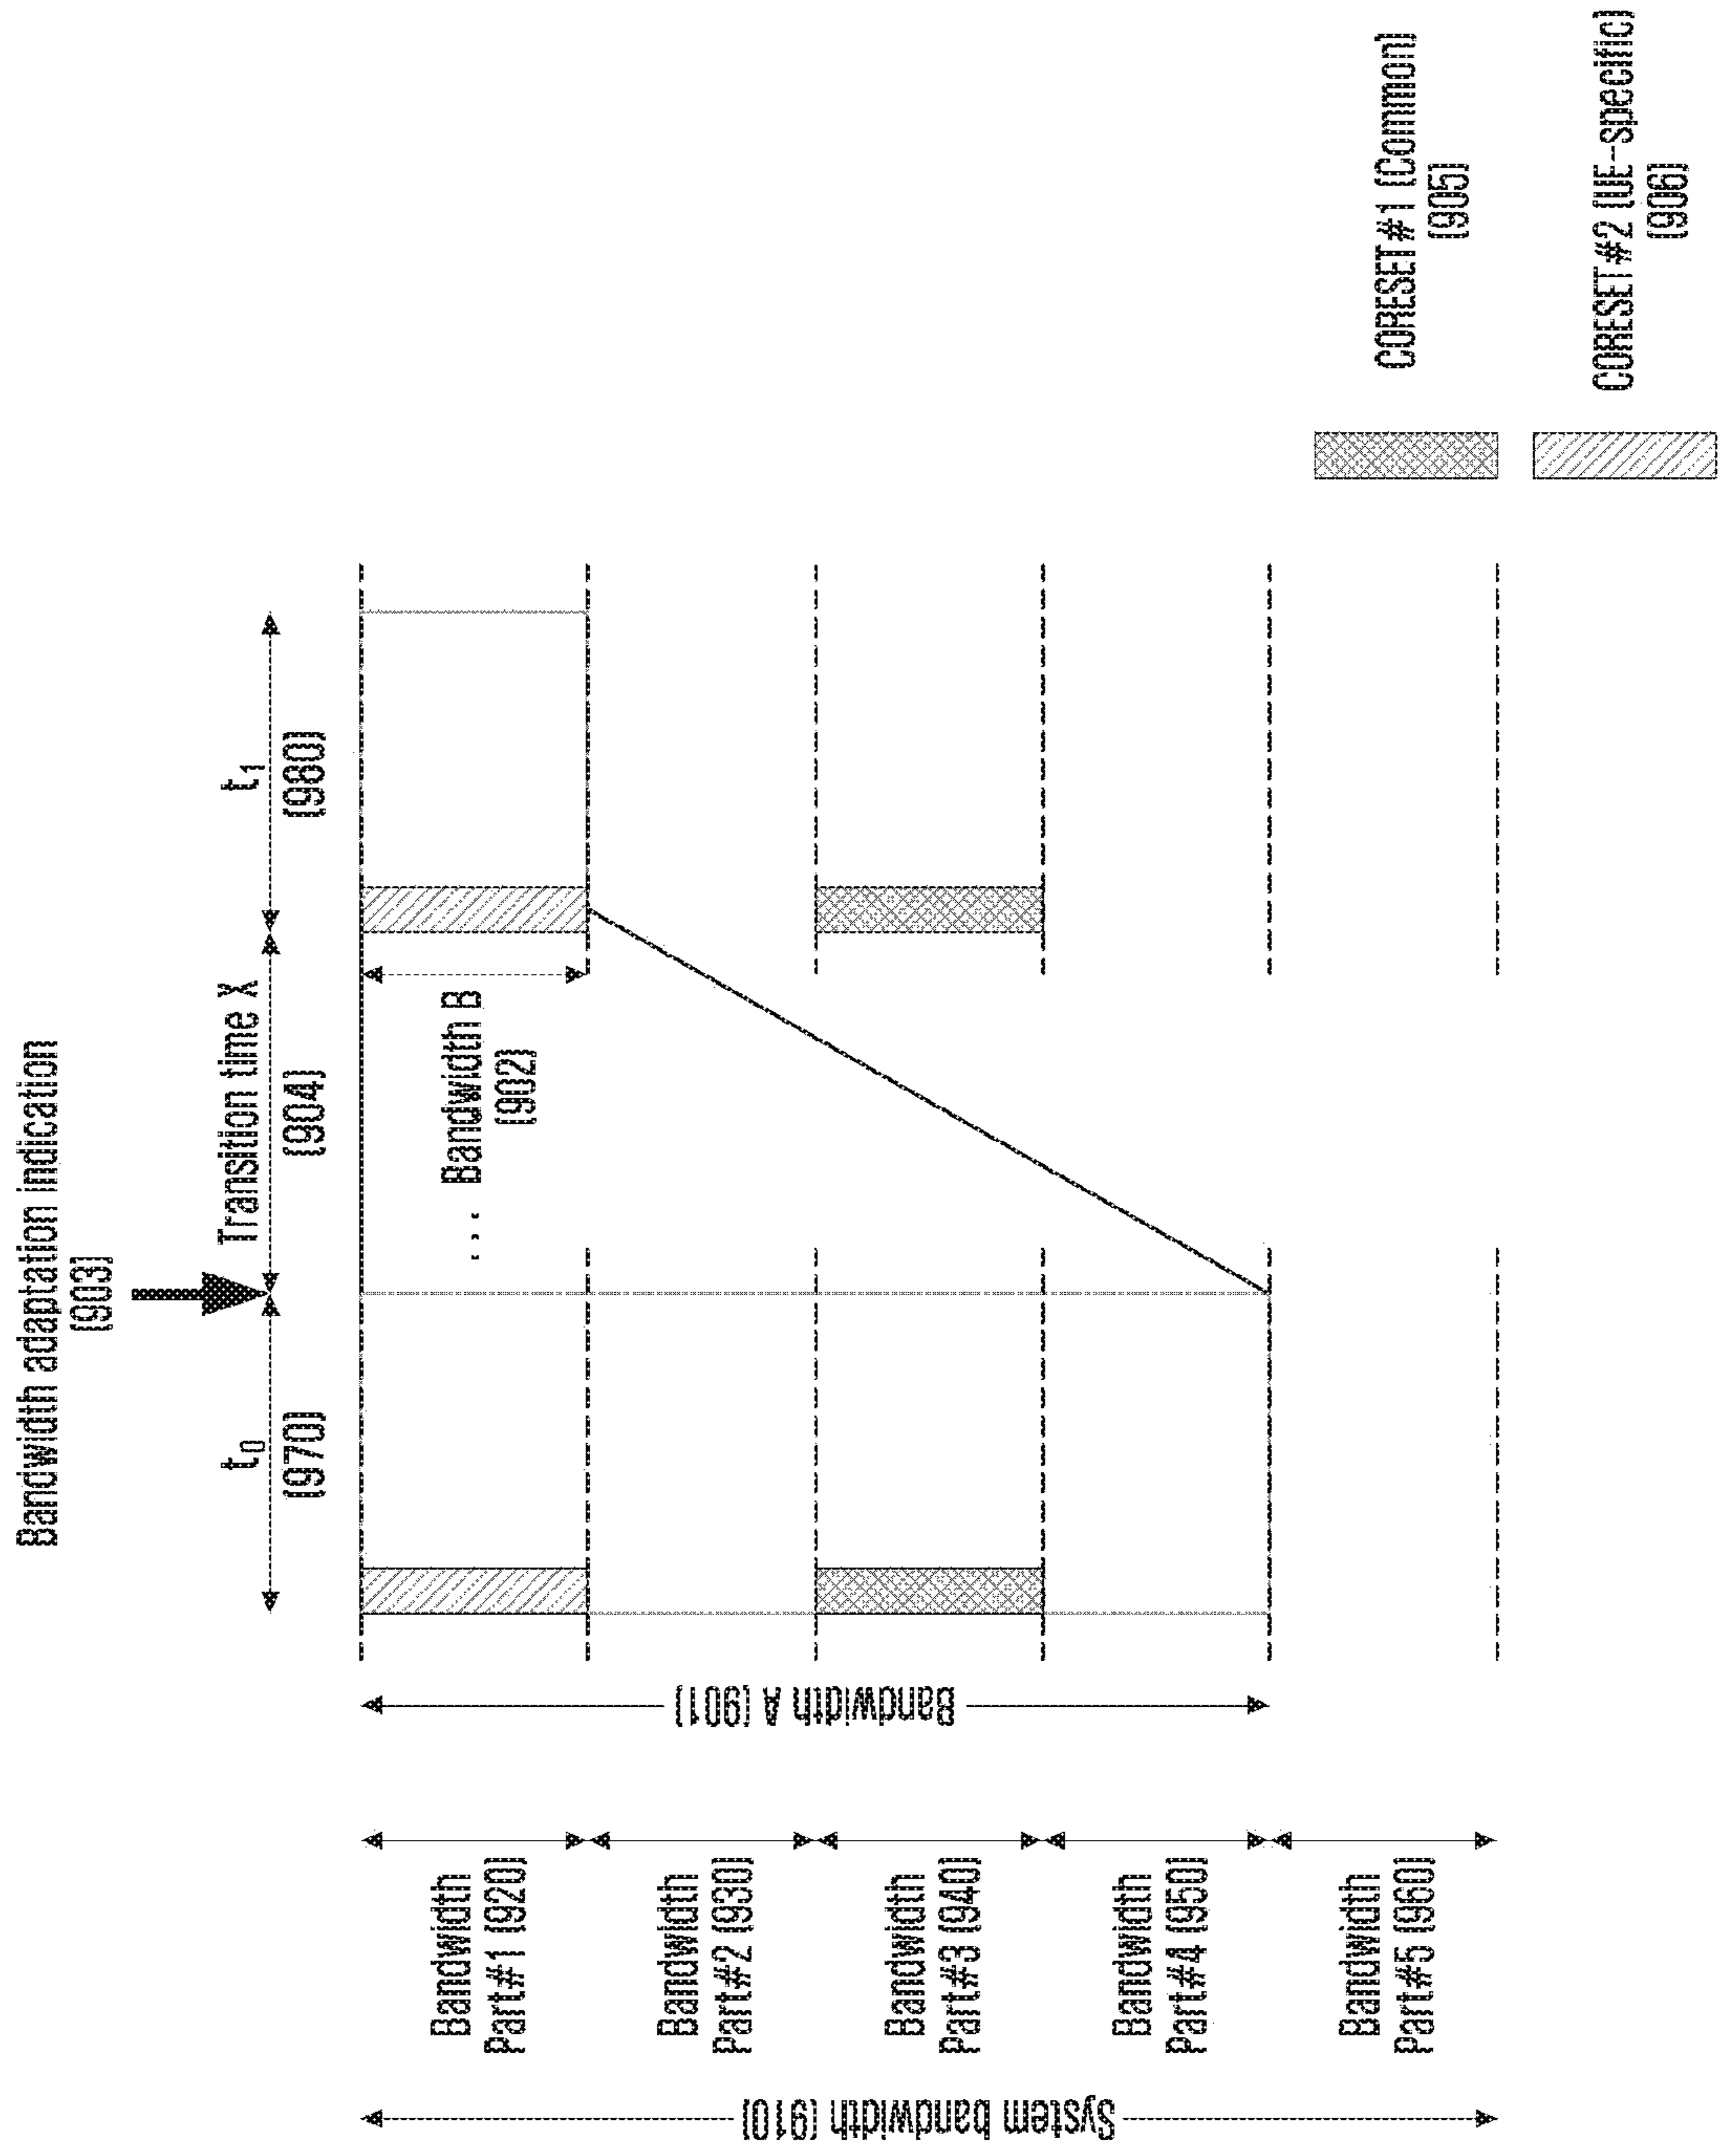 Bandwidth adaptation indication
(903)
t0
(970)
Transition time X
(904)
t1
(980)
... Bandwidth B
(902)
System bandwidth (910)
Bandwidth
Part#1 (920)
Bandwidth
Part#2 (930)
Bandwidth
Part#3 (940)
Bandwidth
Part#4 (950)
Bandwidth
Part#5 (960)
Bandwidth A (901)
CORESET#1 (Common)
(905)
CORESET#2 (UE-specific)
(906)